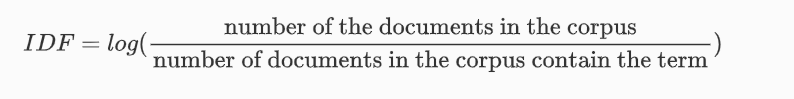 IDF = log(number of the documents in the corpus
number of documents in the corpus contain the term)